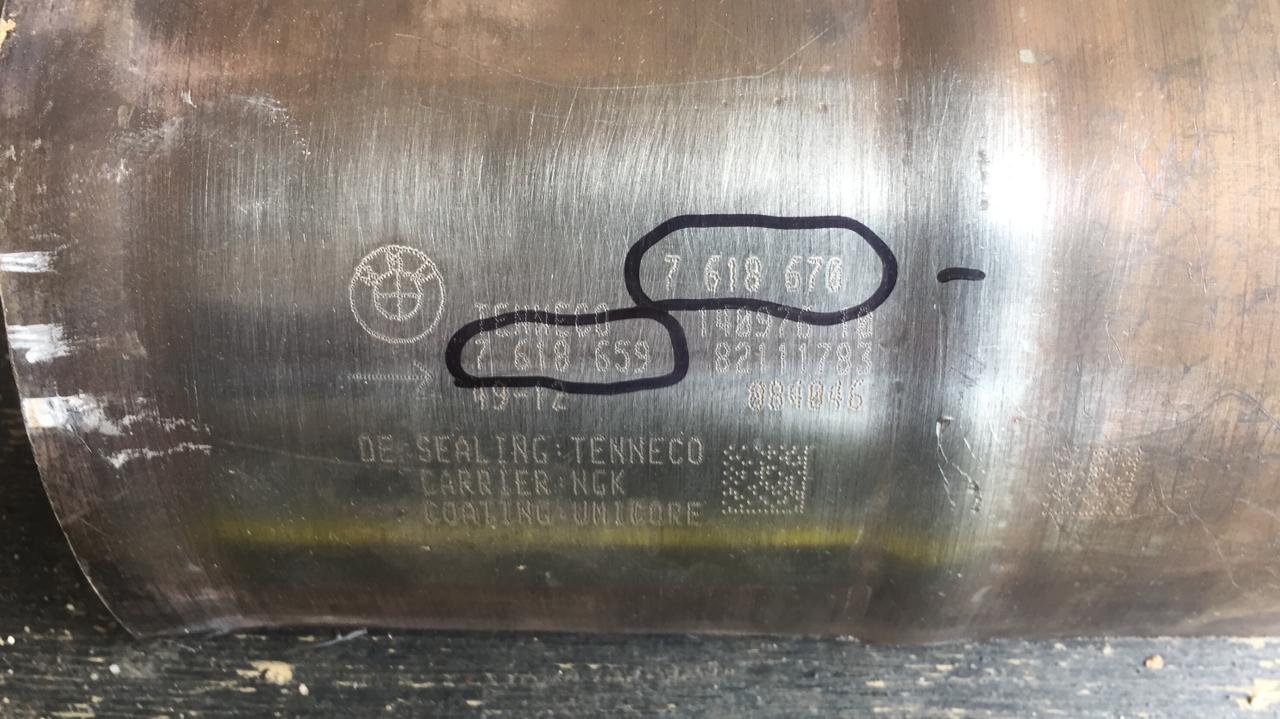 BMW
7 618 670
TENNECO 140976 10
7 618 659 82111783
49-12 084046
DE-SEALING:TENNECO
CARRIER:NGK
COATING:UMICORE